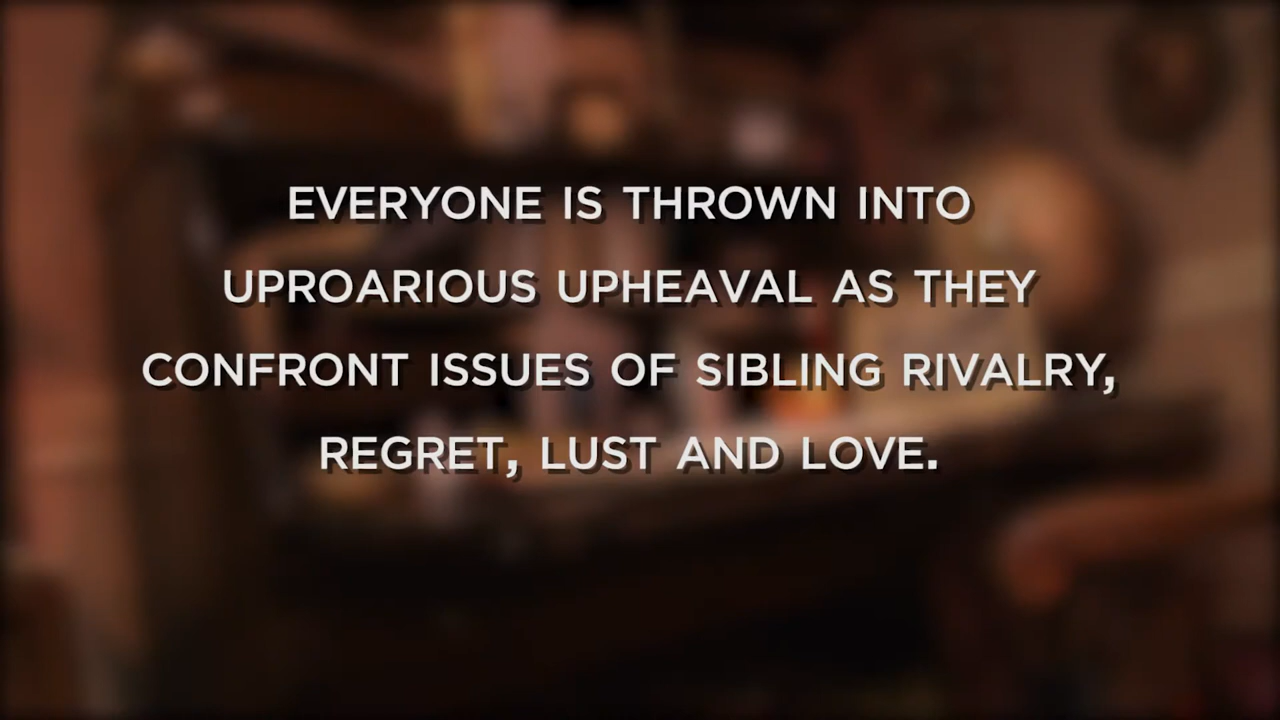 EVERYONE IS THROWN INTO
UPROARIOUS UPHEAVAL AS THEY
CONFRONT ISSUES OF SIBLING RIVALRY,
REGRET, LUST AND LOVE.